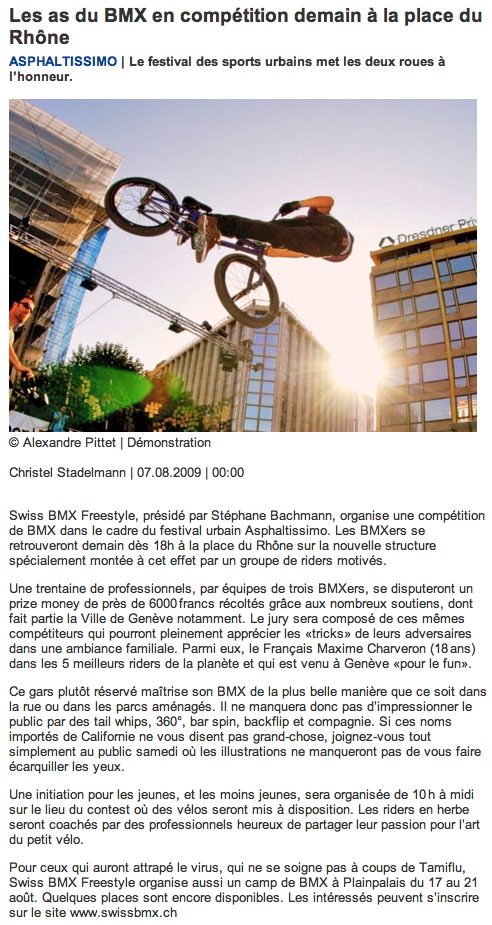 Les as du BMX en compétition demain à la place du
Rhône
ASPHALTISSIMO | Le festival des sports urbains met les deux roues à
l'honneur.
Dresdner Priv
© Alexandre Pittet | Démonstration
Christel Stadelmann | 07.08.2009 | 00:00
Swiss BMX Freestyle, présidé par Stéphane Bachmann, organise une compétition
de BMX dans le cadre du festival urbain Asphaltissimo. Les BMXers se
retrouveront demain dès 18h à la place du Rhône sur la nouvelle structure
spécialement montée à cet effet par un groupe de riders motivés.
Une trentaine de professionnels, par équipes de trois BMXers, se disputeront un
prize money de près de 6000 francs récoltés grâce aux nombreux soutiens, dont
fait partie la Ville de Genève notamment. Le jury sera composé de ces mêmes
compétiteurs qui pourront pleinement apprécier les «tricks» de leurs adversaires
dans une ambiance familiale. Parmi eux, le Français Maxime Charveron (18 ans)
dans les 5 meilleurs riders de la planète et qui est venu à Genève «pour le fun».
Ce gars plutôt réservé maîtrise son BMX de la plus belle manière que ce soit dans
la rue ou dans les parcs aménagés. Il ne manquera donc pas d'impressionner le
public par des tail whips, 360°, bar spin, backflip et compagnie. Si ces noms
importés de Californie ne vous disent pas grand-chose, joignez-vous tout
simplement au public samedi où les illustrations ne manqueront pas de vous faire
écarquiller les yeux.
Une initiation pour les jeunes, et les moins jeunes, sera organisée de 10 h à midi
sur le lieu du contest où des vélos seront mis à disposition. Les riders en herbe
seront coachés par des professionnels heureux de partager leur passion pour l'art
du petit vélo.
Pour ceux qui auront attrapé le virus, qui ne se soigne pas à coups de Tamiflu,
Swiss BMX Freestyle organise aussi un camp de BMX à Plainpalais du 17 au 21
août. Quelques places sont encore disponibles. Les intéressés peuvent s'inscrire
sur le site www.swissbmx.ch